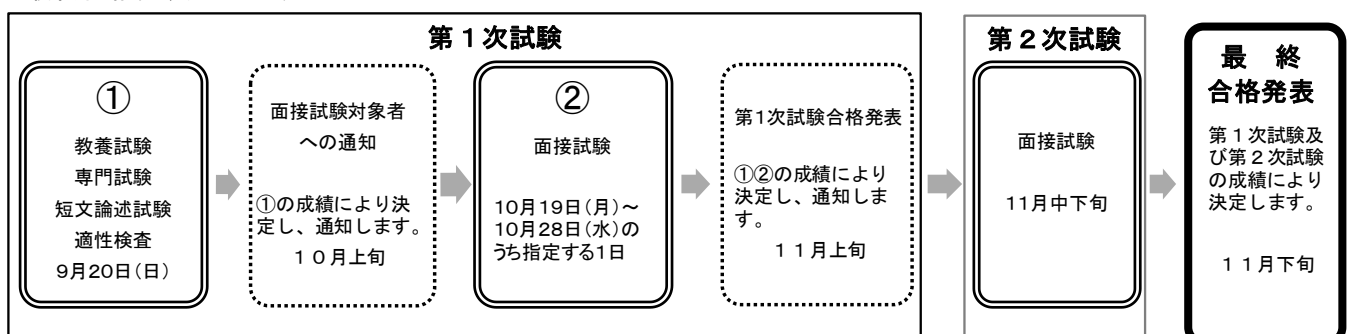 第１次試験
①
教養試験
専門試験
短文論述試験
適性検査
9月20日(日)
面接試験対象者
への通知
①の成績により決
定し、通知します。
１０月上旬
②
面接試験
10月19日(月)～
10月28日(水)の
うち指定する1日
第1次試験合格発表
①②の成績により
決定し、通知しま
す。
１１月上旬
第２次試験
面接試験
11月中下旬
最　終
合格発表
第１次試験及
び第２次試験
の成績により
決定します。
１１月下旬